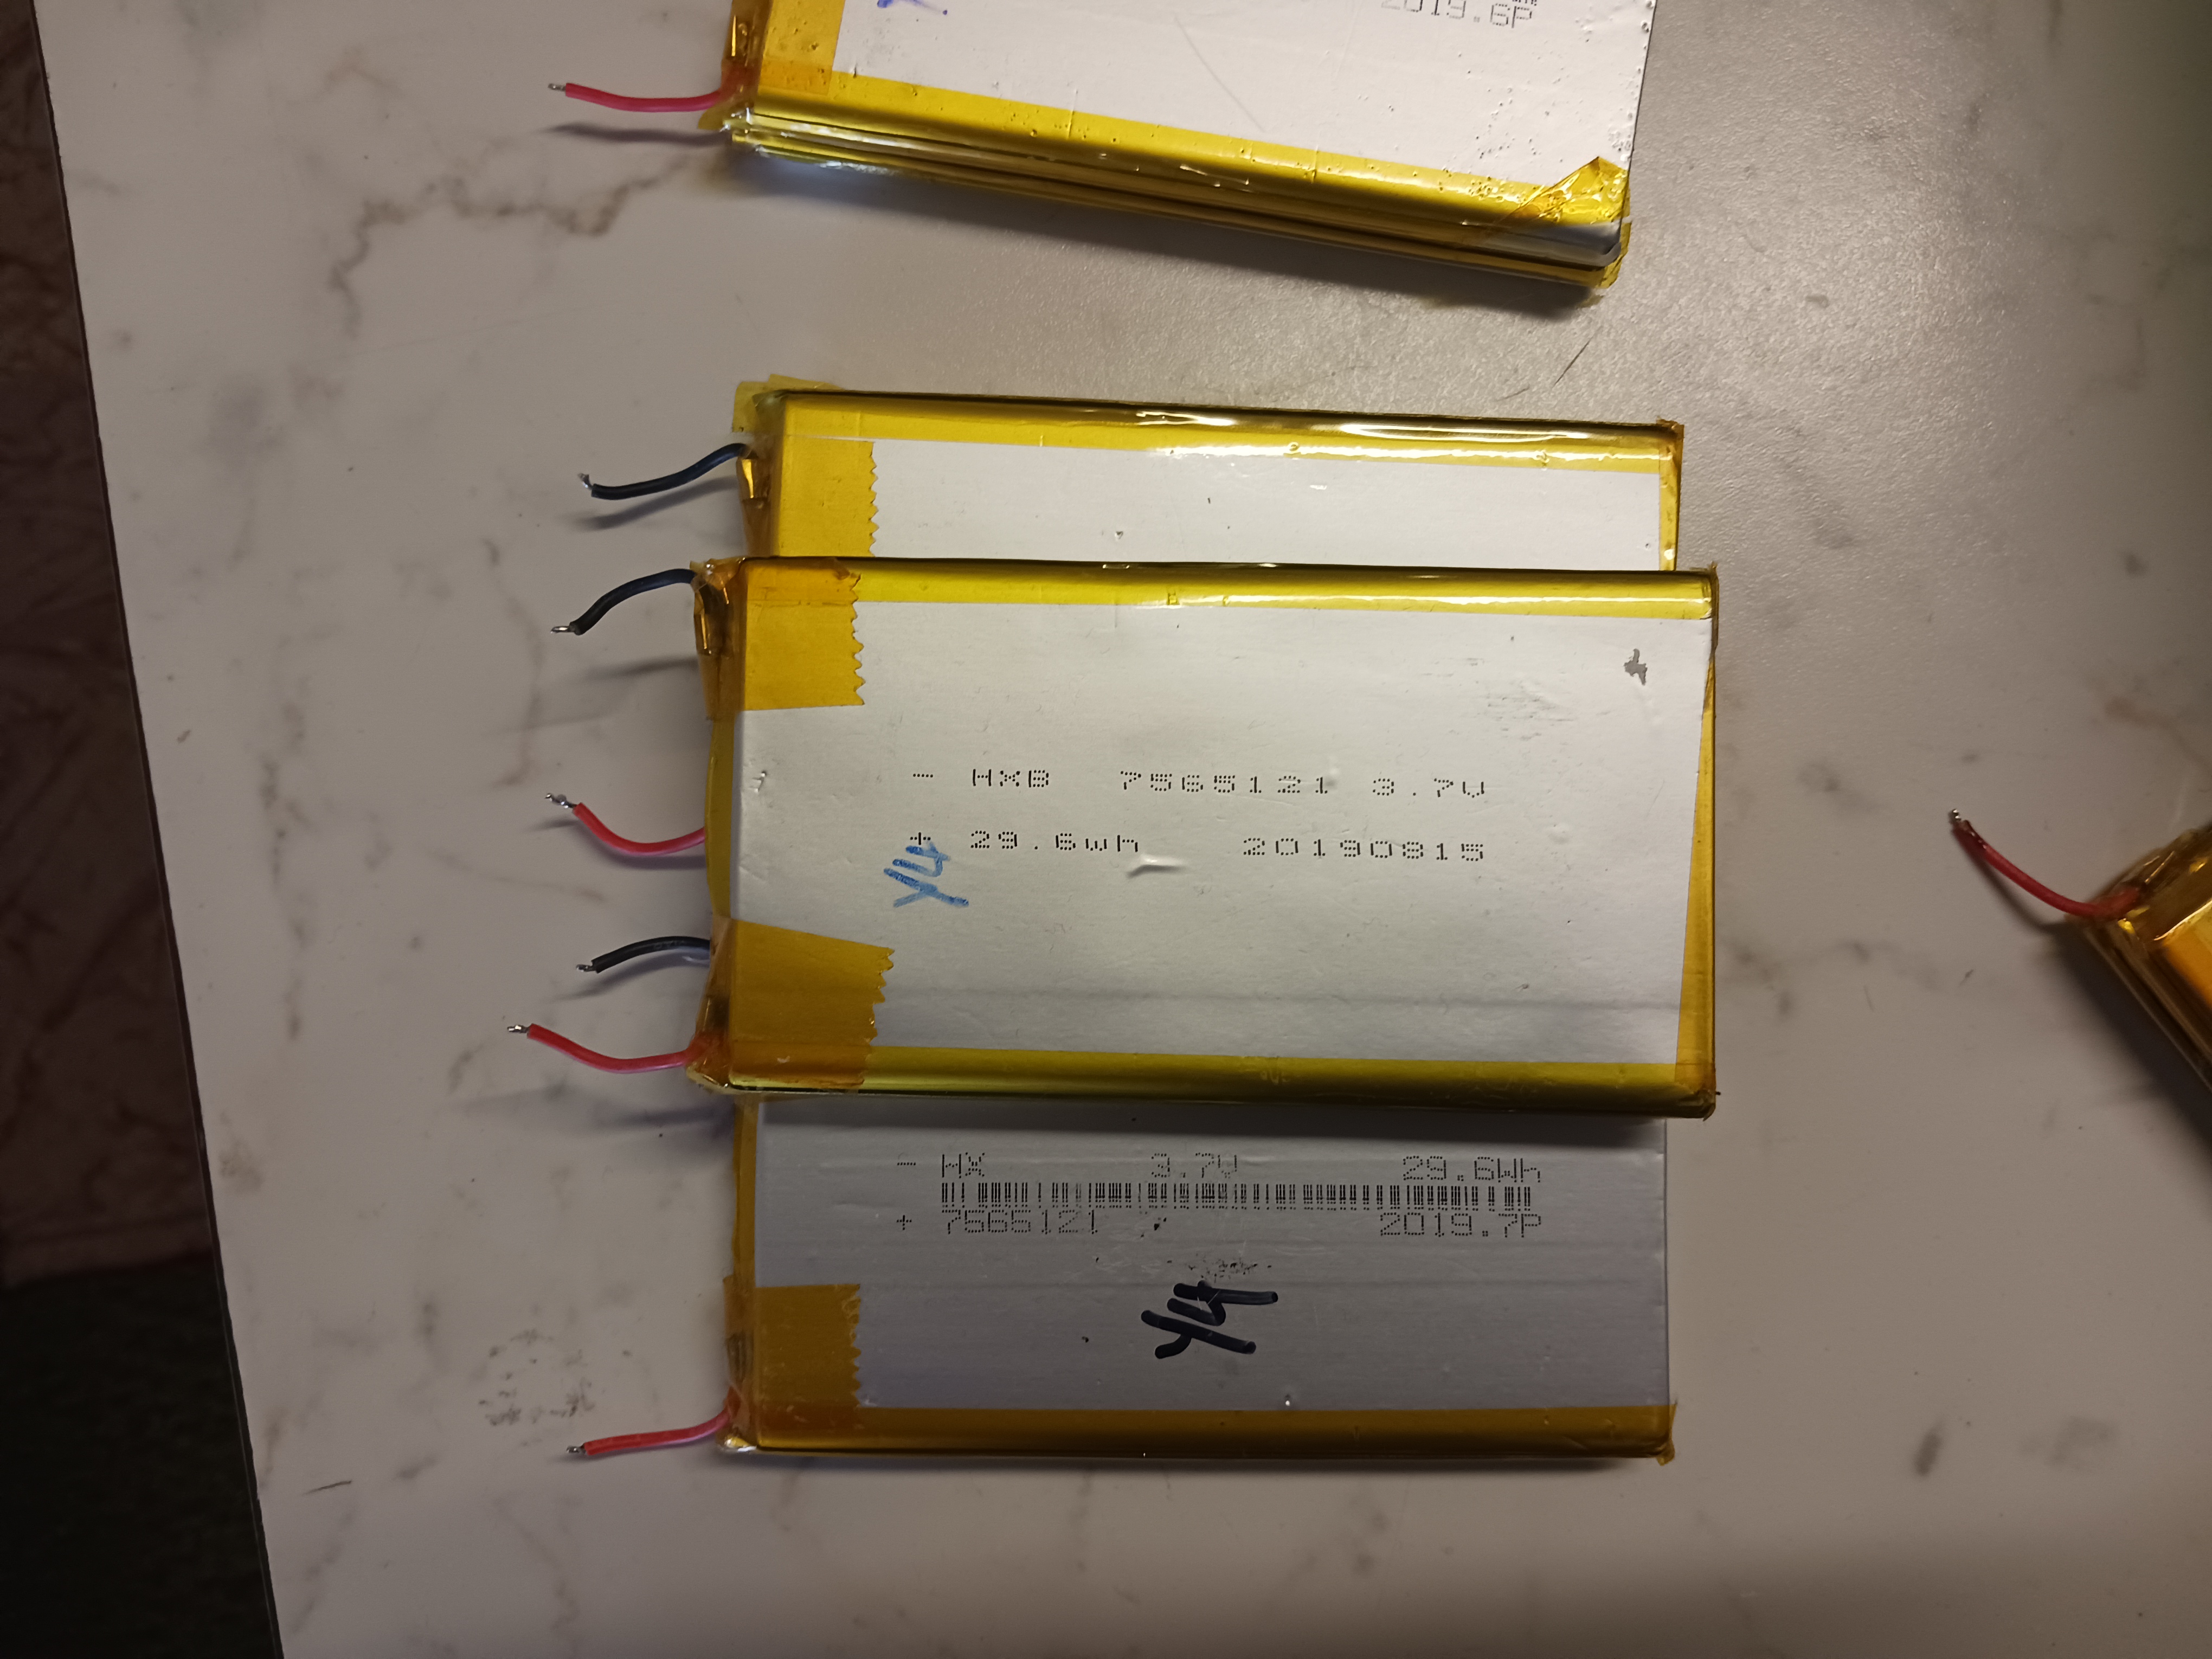 2019.6P
- HXB 7565121 3.7V
+ 29.6wh 20190815
- HX 3.7V 29.6Wh
+ 7565121 2019.7P